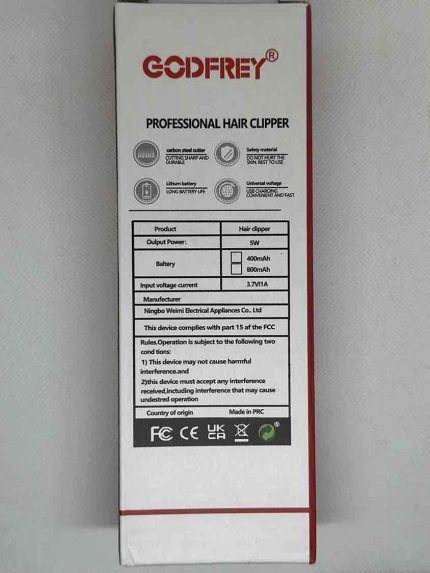 GODFREY®
PROFESSIONAL HAIR CLIPPER
carbon steel cutter
CUTTING SHARP AND
DURABLE
Safety material
DO NOT HURT THE
SKIN. REST TO USE
Lithum battery
LONG BATTERY LIFE
Universal voltage
USB CHARGING
CONVENIENT AND FAST
Product Hair clipper
Output Power: 5W
Baltery 400mAh
800mAh
Input voltage current 3.7V/1A
Manufacturer
Ningbo Weimi Electrical Appliances Co., Ltd
This device complies with part 15 of the FCC
Rules.Operation is subject to the following two
cond itions:
1) This device may not cause harmful
interference.and
2)this device must accept any interference
received,including interference that may cause
undestred operation
Country of origin Made in PRC
FC CE UK
CA ®